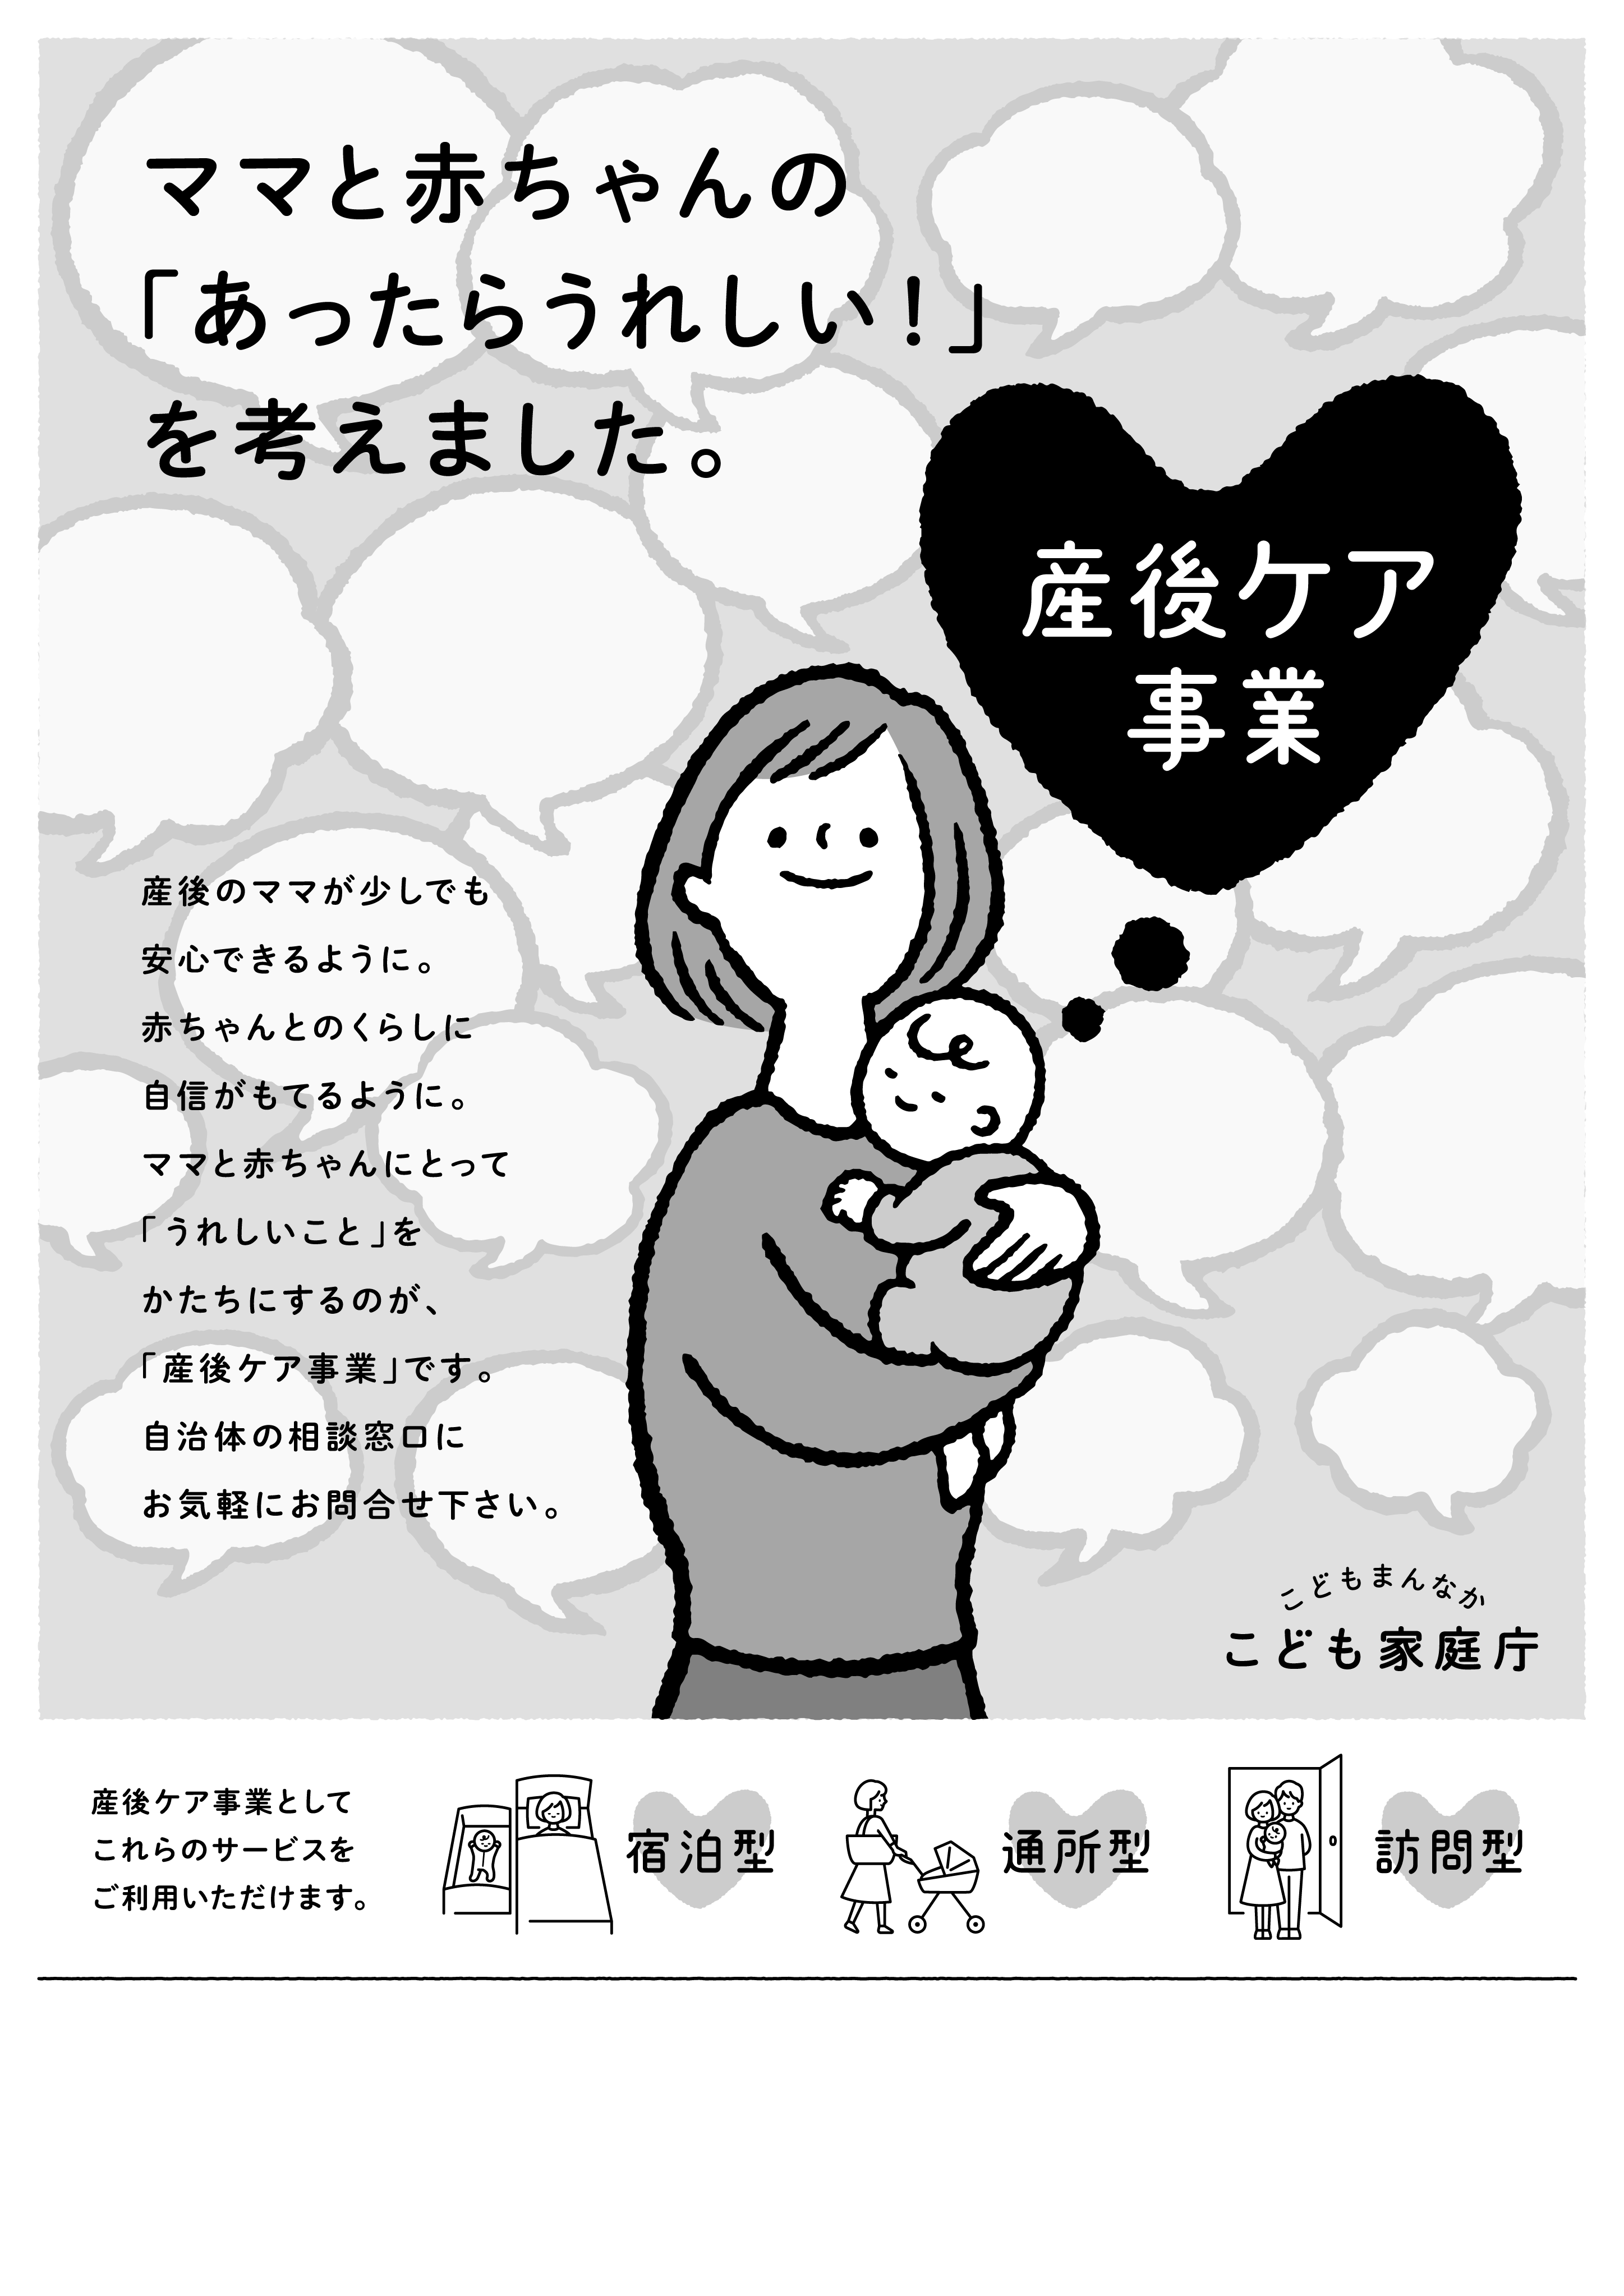 ママと赤ちゃんの
「あったらうれしい！」
を考えました。
産後ケア
事業
産後のママが少しでも
安心できるように。
赤ちゃんとのくらしに
自信がもてるように。
ママと赤ちゃんにとって
「うれしいこと」を
かたちにするのが、
「産後ケア事業」です。
自治体の相談窓口に
お気軽にお問合せ下さい。
こどもまんなか
こども家庭庁
産後ケア事業として
これらのサービスを
ご利用いただけます。
宿泊型
通所型
訪問型